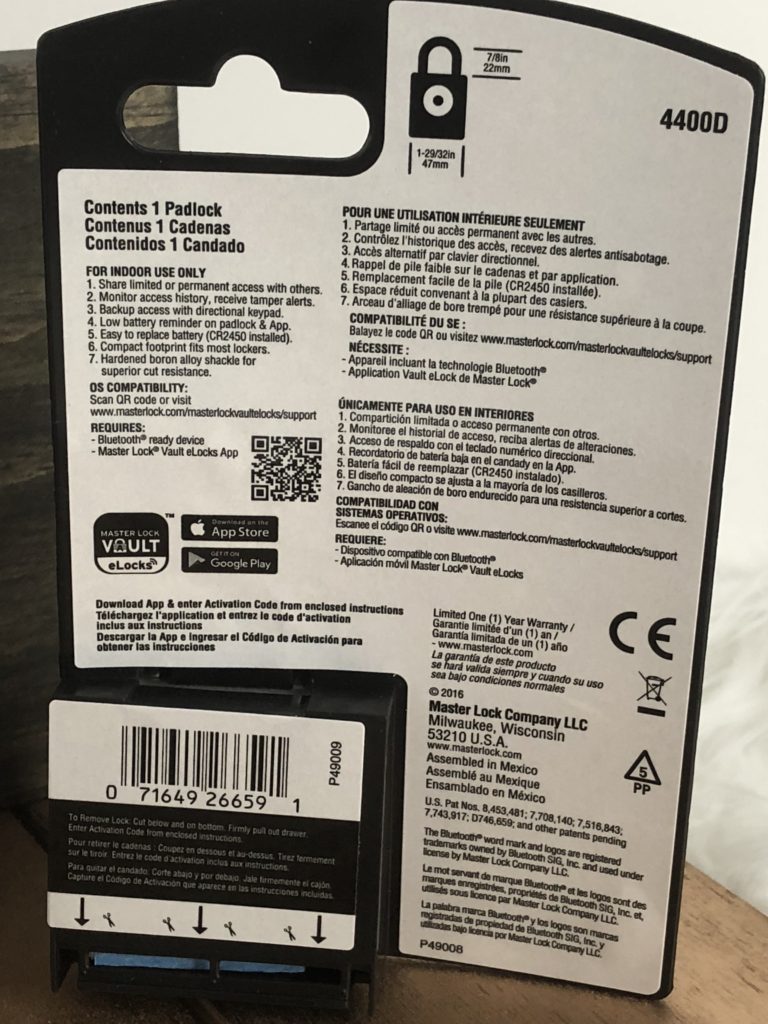 7/8in
22mm
4400D
1-29/32in
47mm
Contents 1 Padlock
Contenus 1 Cadenas
Contenidos 1 Candado
FOR INDOOR USE ONLY
1. Share limited or permanent access with others.
2. Monitor access history, receive tamper alerts.
3. Backup access with directional keypad.
4. Low battery reminder on padlock & App.
5. Easy to replace battery (CR2450 installed).
6. Compact footprint fits most lockers.
7. Hardened boron alloy shackle for
superior cut resistance.
OS COMPATIBILITY:
Scan QR code or visit
www.masterlock.com/masterlockvaultelocks/support
REQUIRES:
- Bluetooth® ready device
- Master Lock® Vault eLocks App
POUR UNE UTILISATION INTÉRIEURE SEULEMENT
1. Partage limité ou accès permanent avec les autres.
2. Contrôlez l'historique des accès, recevez des alertes antisabotage.
3. Accès alternatif par clavier directionnel.
4. Rappel de pile faible sur le cadenas et par application.
5. Remplacement facile de la pile (CR2450 installée).
6. Espace réduit convenant à la plupart des casiers.
7. Arceau d'alliage de bore trempé pour une résistance supérieure à la coupe.
COMPATIBILITÉ DU SE :
Balayez le code QR ou visitez www.masterlock.com/masterlockvaultelocks/support
NÉCESSITE :
- Appareil incluant la technologie Bluetooth®
- Application Vault eLock de Master Lock®
ÚNICAMENTE PARA USO EN INTERIORES
1. Compartición limitada o acceso permanente con otros.
2. Monitoree el historial de acceso, reciba alertas de alteraciones.
3. Acceso de respaldo con el teclado numérico direccional.
4. Recordatorio de batería baja en el candady en la App.
5. Batería fácil de reemplazar (CR2450 instalado).
6. El diseño compacto se ajusta a la mayoría de los casilleros.
7. Gancho de aleación de boro endurecido para una resistencia superior a cortes.
COMPATIBILIDAD CON
SISTEMAS OPERATIVOS:
Escanee el código QR o visite www.masterlock.com/masterlockvaultelocks/support
REQUIERE:
- Dispositivo compatible con Bluetooth®
- Aplicación móvil Master Lock® Vault eLocks
MASTER LOCK
VAULT
eLocks
™
Download on the
App Store
GET IT ON
Google Play
Download App & enter Activation Code from enclosed instructions
Téléchargez l'application et entrez le code d'activation
inclus aux instructions
Descargar la App e ingresar el Código de Activación para
obtener las instrucciones
Limited One (1) Year Warranty /
Garantie limitée d'un (1) an /
Garantía limitada de un (1) año
- www.masterlock.com
La garantía de este producto
se hará valida siempre y cuando su uso
sea bajo condiciones normales
CE
© 2016
Master Lock Company LLC
Milwaukee, Wisconsin
53210 U.S.A.
www.masterlock.com
Assembled in Mexico
Assemblé au Mexique
Ensamblado en México
5
PP
U.S. Pat Nos. 8,453,481; 7,708,140; 7,516,843;
7,743,917; D746,659; and other patents pending
The Bluetooth® word mark and logos are registered
trademarks owned by Bluetooth SIG, Inc. and used under
license by Master Lock Company LLC.
Le mot servant de marque Bluetooth® et les logos sont des
marques enregistrées, propriétés de Bluetooth SIG, Inc. et,
utilisés sous licence par Master Lock Company LLC.
La palabra marca Bluetooth® y los logos son marcas
registradas de propiedad de Bluetooth SIG, Inc. y
utilizadas bajo licencia por Master Lock Company LLC.
P49008
P49009
0 71649 26659 1
To Remove Lock: Cut below and on bottom. Firmly pull out drawer.
Enter Activation Code from enclosed instructions.
Pour retirer le cadenas : Coupez en dessous et au-dessus. Tirez fermement
sur le tiroir. Entrez le code d'activation inclus aux instructions.
Para quitar el candado: Corte abajo y por debajo. Jale firmemente el cajón.
Capture el Código de Activación que aparece en las instrucciones incluidas.